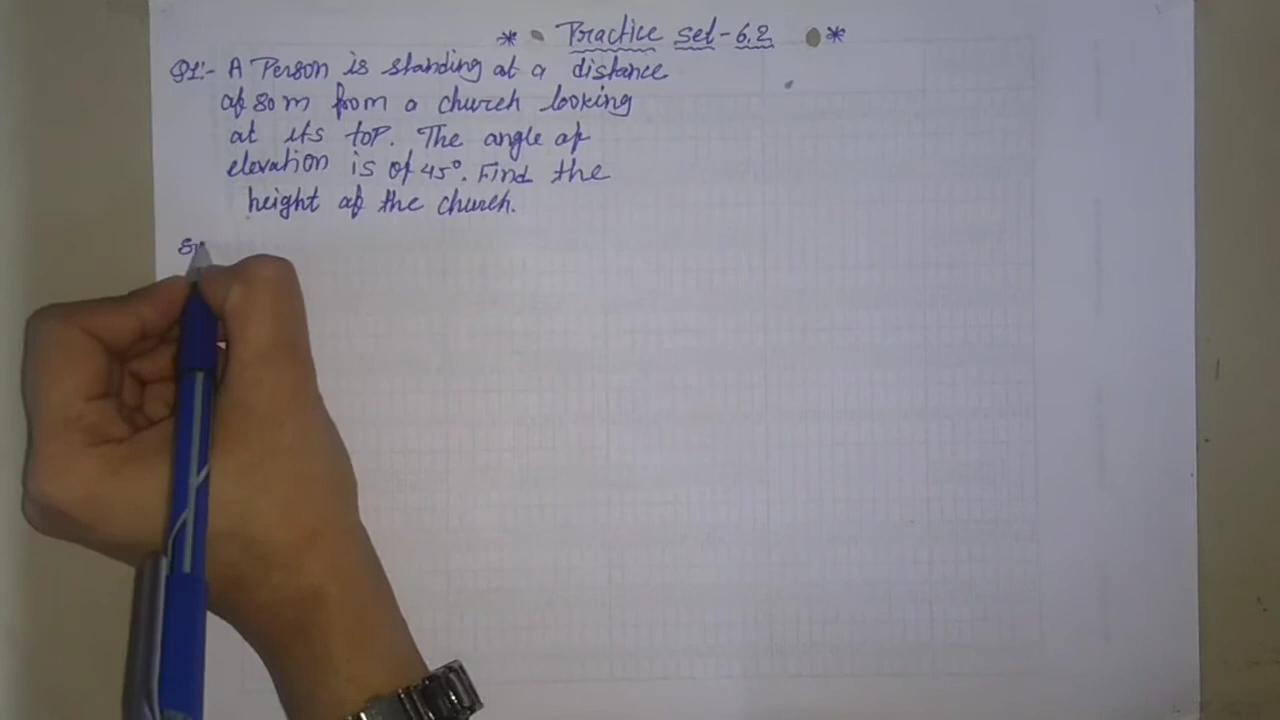 * Practice set-6.2 *
Q1:- A Person is standing at a distance
of 80 m from a church looking
at its top. The angle of
elevation is of 45°. Find the
height of the church.